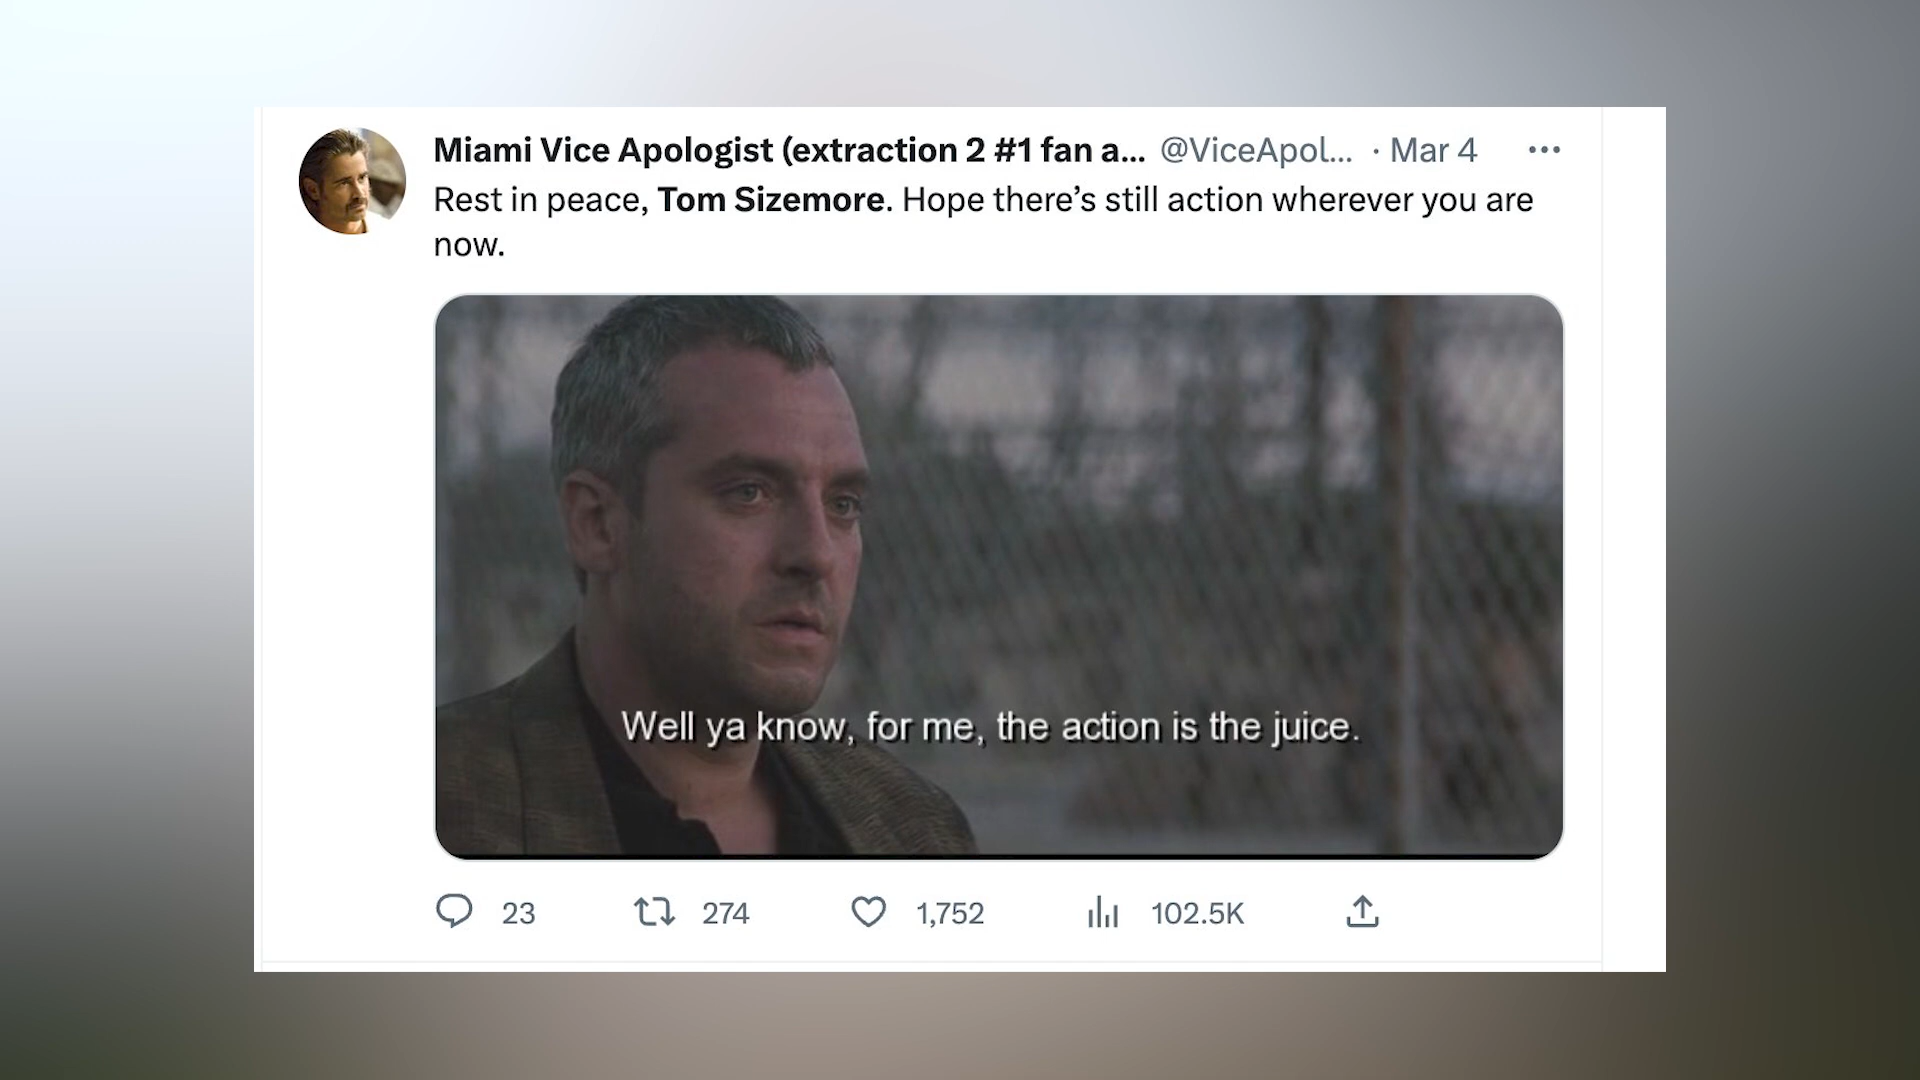 Miami Vice Apologist (extraction 2 #1 fan a... @ViceApol... · Mar 4
Rest in peace, Tom Sizemore. Hope there’s still action wherever you are
now.
Well ya know, for me, the action is the juice.
23 274 1,752 102.5K